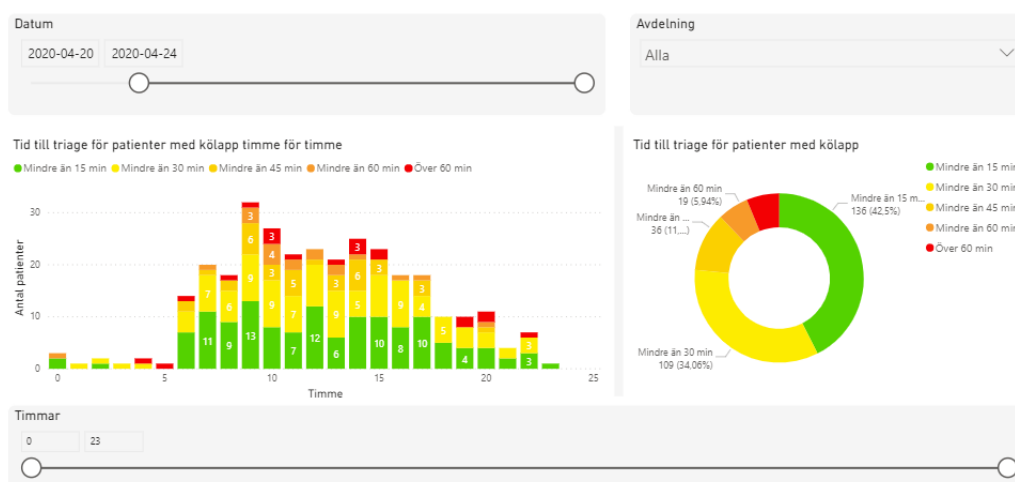 Datum
2020-04-20 2020-04-24
Avdelning
Alla
Tid till triage för patienter med kölapp timme för timme
Mindre än 15 min Mindre än 30 min Mindre än 45 min Mindre än 60 min Över 60 min
Antal patienter
30
20
10
0
11
7
9
6
13
9
6
3
8
9
3
4
3
7
7
5
12
6
9
3
10
5
6
3
10
3
8
9
10
4
3
5
4
3
3
0 5 10 15 20 25
Timme
Tid till triage för patienter med kölapp
Mindre än 15 min
Mindre än 30 min
Mindre än 45 min
Mindre än 60 min
Över 60 min
Mindre än 60 min
19 (5,94%)
Mindre än ...
36 (11,...)
Mindre än 15 m...
136 (42,5%)
Mindre än 30 min
109 (34,06%)
Timmar
0 23